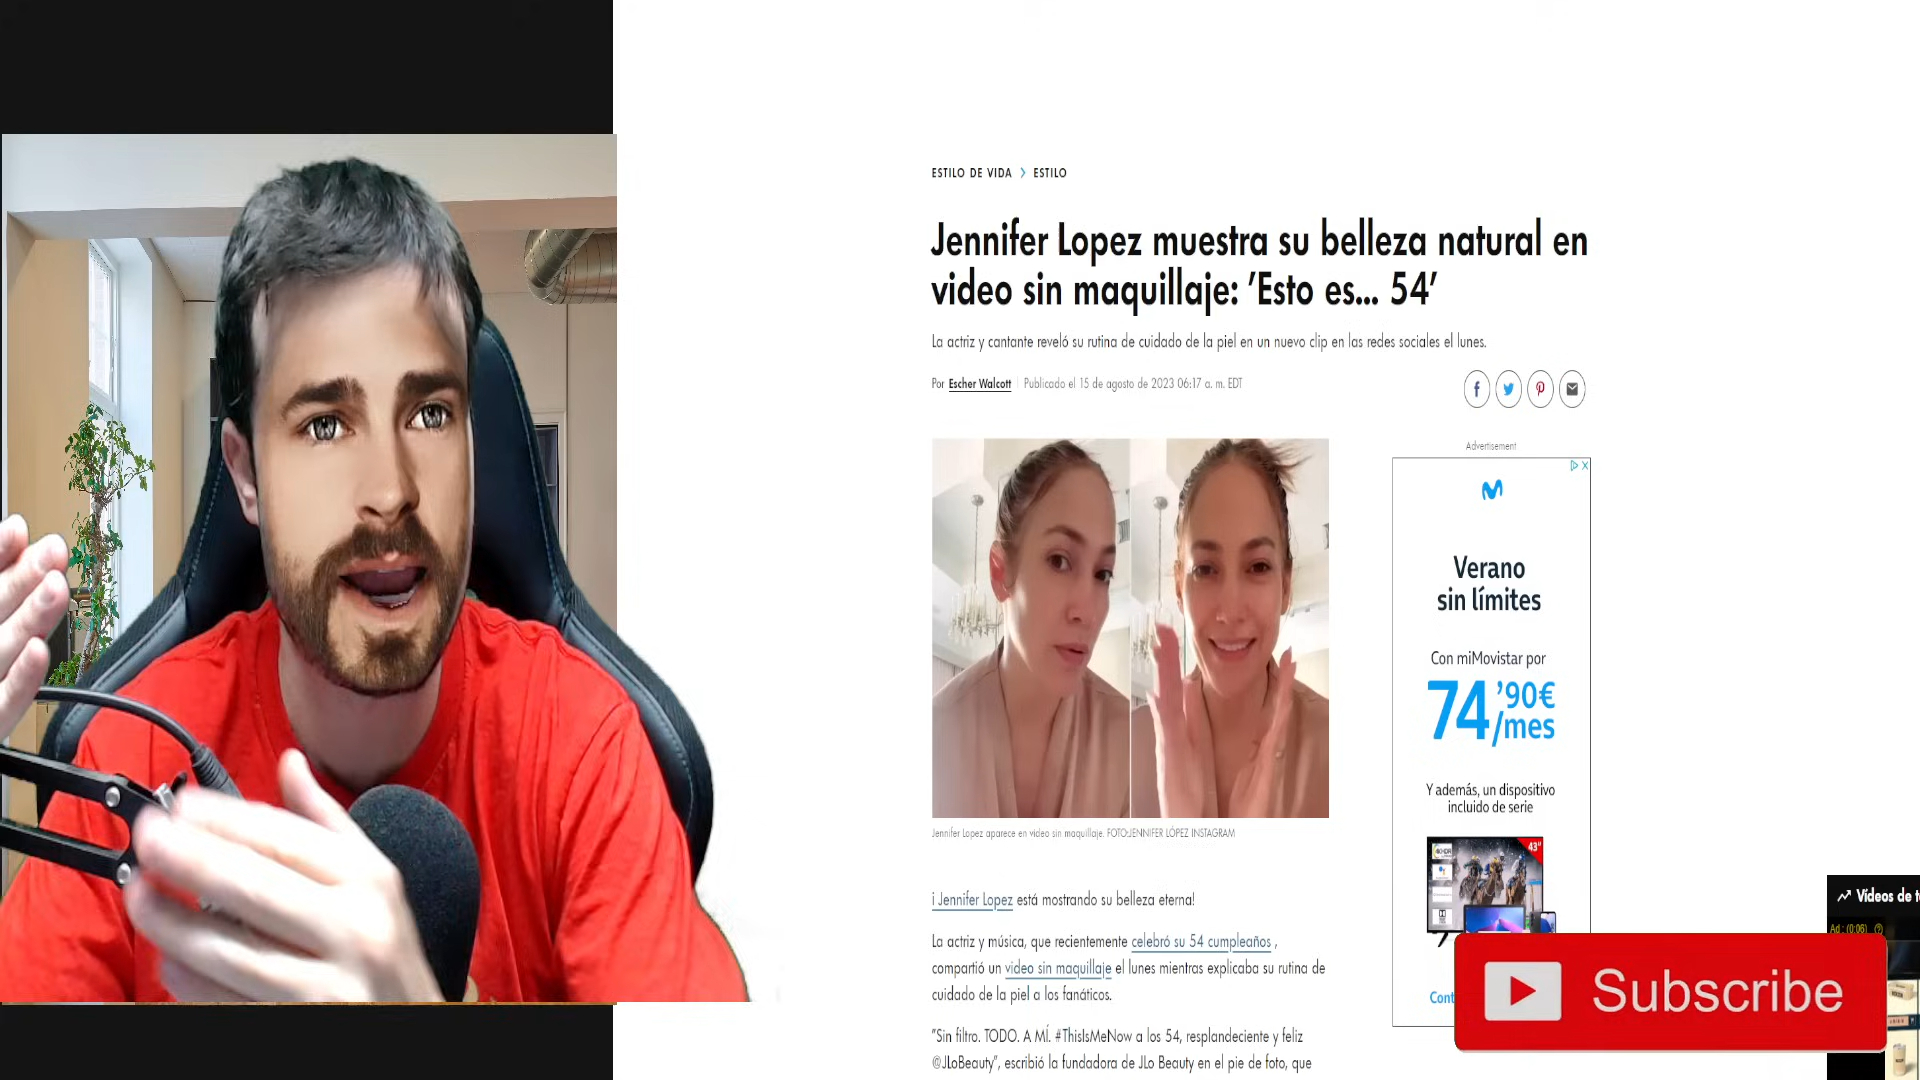 ESTILO DE VIDA > ESTILO
Jennifer Lopez muestra su belleza natural en
video sin maquillaje: 'Esto es... 54'
La actriz y cantante reveló su rutina de cuidado de la piel en un nuevo clip en las redes sociales el lunes.
Por Escher Walcott | Publicado el 15 de agosto de 2023 06:17 a. m. EDT
Advertisement
Verano
sin límites
Con miMovistar por
74'90€
/mes
Y además, un dispositivo
incluido de serie
43"
Cont
Jennifer Lopez aparece en video sin maquillaje. FOTO:JENNIFER LÓPEZ INSTAGRAM
¡ Jennifer Lopez está mostrando su belleza eterna!
La actriz y música, que recientemente celebró su 54 cumpleaños ,
compartió un video sin maquillaje el lunes mientras explicaba su rutina de
cuidado de la piel a los fanáticos.
"Sin filtro. TODO. A MÍ. #ThisIsMeNow a los 54, resplandeciente y feliz
@JLoBeauty", escribió la fundadora de JLo Beauty en el pie de foto, que
Vídeos de t
Ad : (0:06)
Subscribe